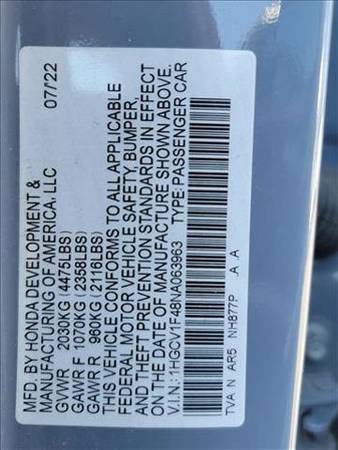 MFD. BY HONDA DEVELOPMENT & 07/22
MANUFACTURING OF AMERICA, LLC
GVWR 2030KG (4475LBS)
GAWR F 1070KG (2358LBS)
GAWR R 960KG (2116LBS)
THIS VEHICLE CONFORMS TO ALL APPLICABLE
FEDERAL MOTOR VEHICLE SAFETY, BUMPER,
AND THEFT PREVENTION STANDARDS IN EFFECT
ON THE DATE OF MANUFACTURE SHOWN ABOVE.
V.I.N.: 1HGCV1F48NA063963 TYPE: PASSENGER CAR
TVA N AR5 NH877P .A .A